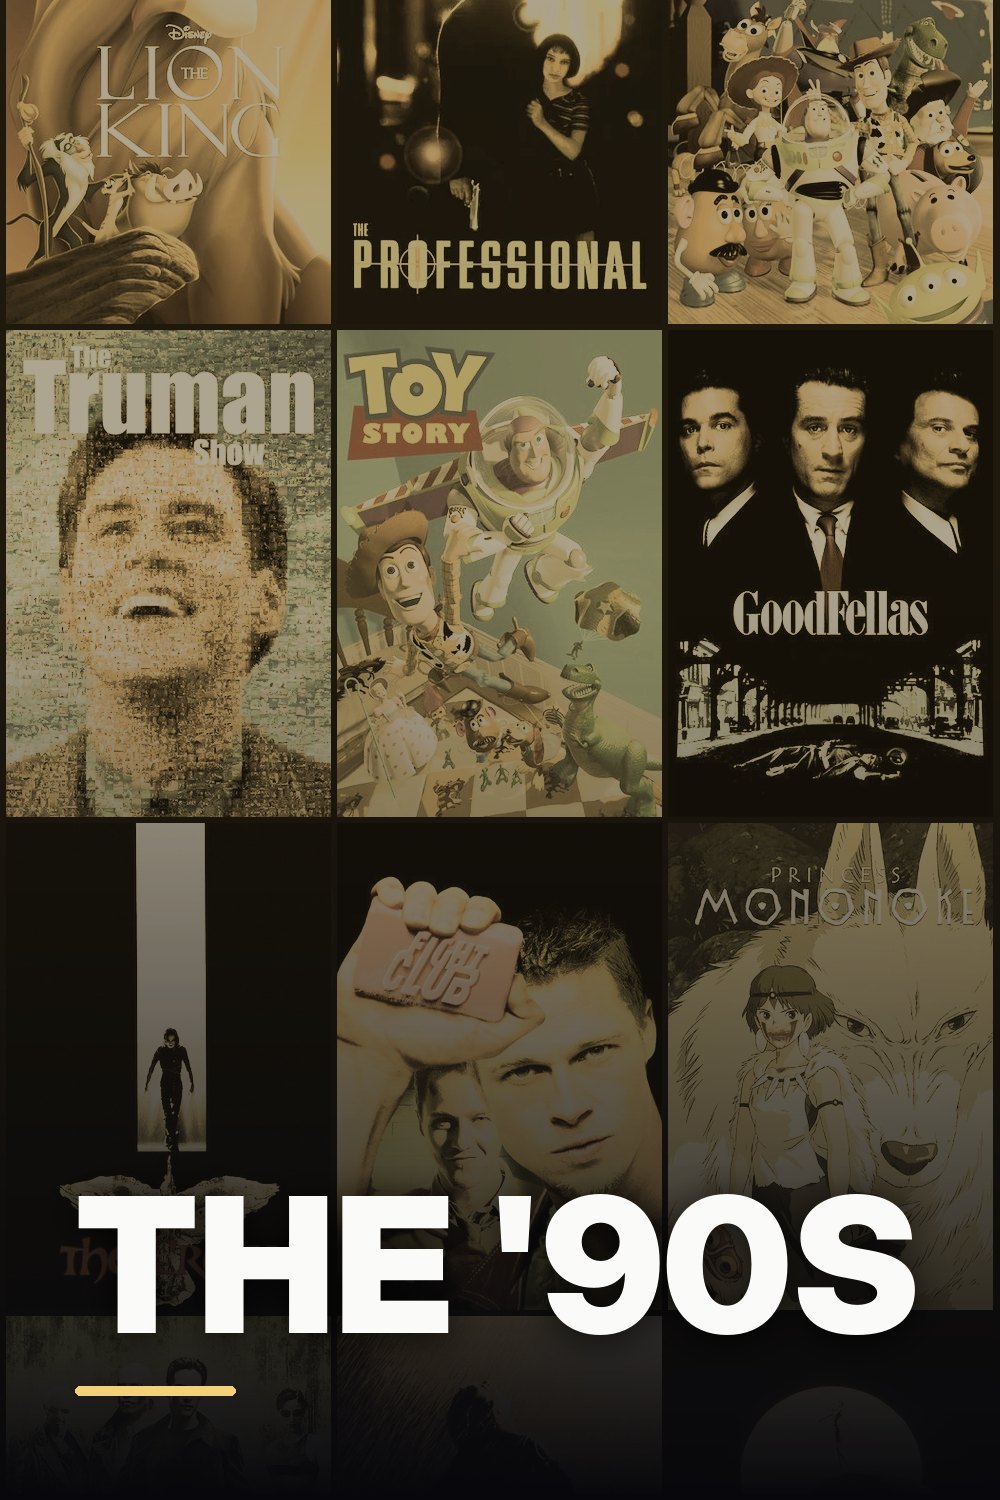 Disney
THE
LION
KING
THE
PROFESSIONAL
The
Truman
Show
TOY
STORY
GoodFellas
FIGHT
CLUB
PRINCESS
MONONOKE
THE '90S